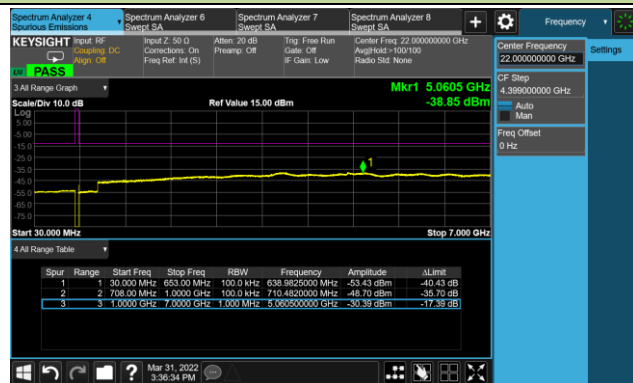 Spectrum Analyzer 4
Spurious Emissions
Spectrum Analyzer 6
Swept SA
Spectrum Analyzer 7
Swept SA
Spectrum Analyzer 8
Swept SA
+
Frequency
KEYSIGHT
Input: RF
Coupling: DC
Align: Off
Input Z: 50 Ω
Corrections: On
Freq Ref: Int (S)
Atten: 20 dB
Preamp: Off
Trig: Free Run
Gate: Off
IF Gain: Low
Center Freq: 22.000000000 GHz
Avg|Hold:>100/100
Radio Std: None
PASS
Center Frequency
22.000000000 GHz
Settings
CF Step
4.399000000 GHz
Auto
Man
Freq Offset
0 Hz
3 All Range Graph
Mkr1 5.0605 GHz
Scale/Div 10.0 dB
Ref Value 15.00 dBm
-38.85 dBm
Log
5.00
-5.00
-15.0
-25.0
-35.0
-45.0
-55.0
-65.0
-75.0
1
Start 30.000 MHz
Stop 7.000 GHz
4 All Range Table
Spur Range Start Freq Stop Freq RBW Frequency Amplitude ΔLimit
1 1 30.000 MHz 653.00 MHz 100.0 kHz 638.9825000 MHz -53.43 dBm -40.43 dB
2 2 708.00 MHz 1.0000 GHz 100.0 kHz 710.4820000 MHz -48.70 dBm -35.70 dB
3 3 1.0000 GHz 7.0000 GHz 1.000 MHz 5.060500000 GHz -30.39 dBm -17.39 dB
?
Mar 31, 2022
3:36:34 PM